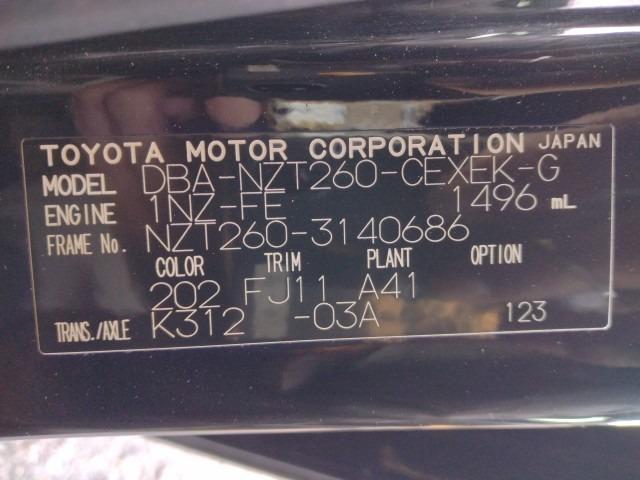 TOYOTA MOTOR CORPORATION JAPAN
MODEL DBA-NZT260-CEXEK-G
ENGINE 1NZ-FE 1496 mL
FRAME No. NZT260-3140686
COLOR TRIM PLANT OPTION
202 FJ11 A41
TRANS./AXLE K312 -03A 123